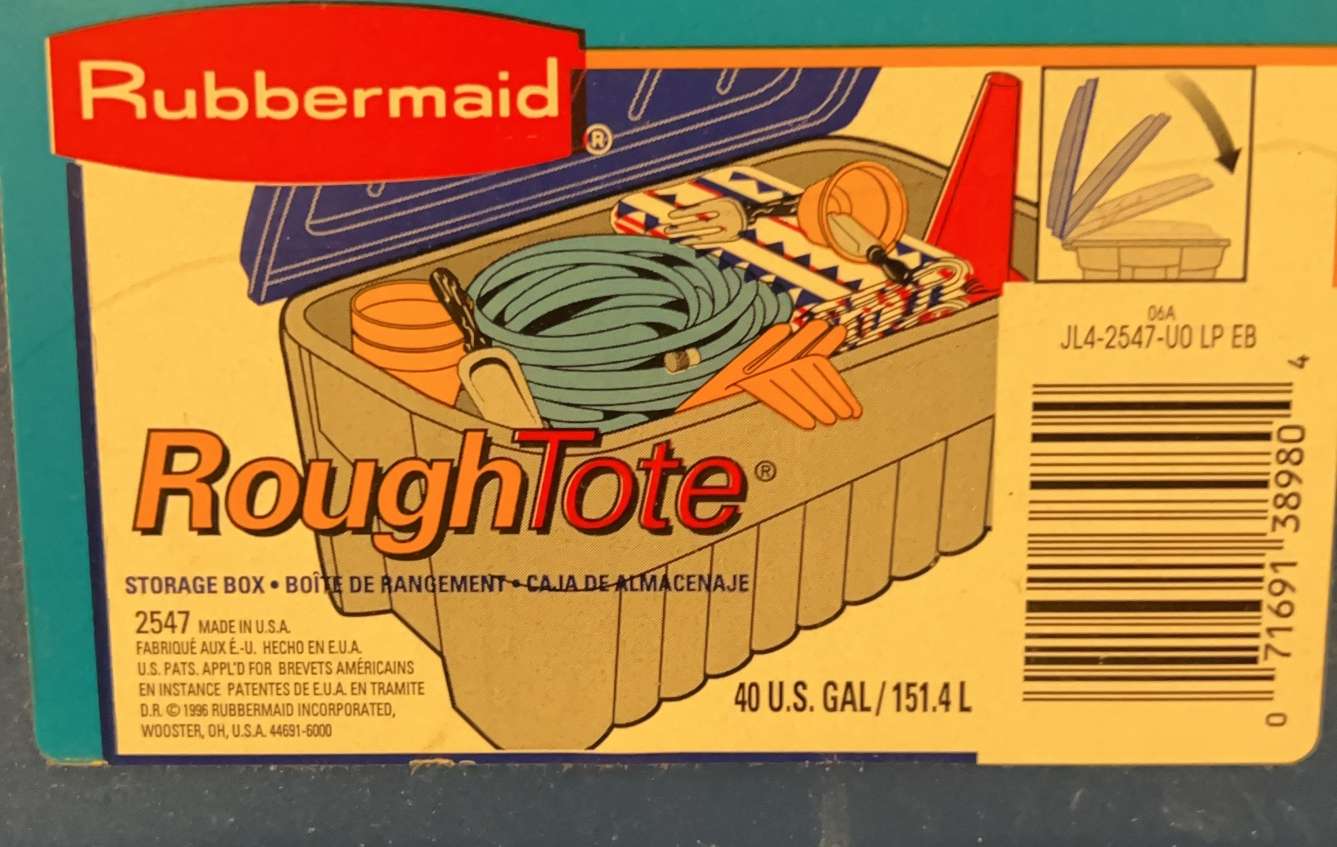 Rubbermaid®
06A
JL4-2547-U0 LP EB
RoughTote®
STORAGE BOX • BOÎTE DE RANGEMENT • CAJA DE ALMACENAJE
2547 MADE IN U.S.A.
FABRIQUÉ AUX É.-U. HECHO EN E.U.A.
U.S. PATS. APPL'D FOR BREVETS AMÉRICAINS
EN INSTANCE PATENTES DE E.U.A. EN TRAMITE
D.R. © 1996 RUBBERMAID INCORPORATED,
WOOSTER, OH, U.S.A. 44691-6000
40 U.S. GAL / 151.4 L
0 71691 38980 4